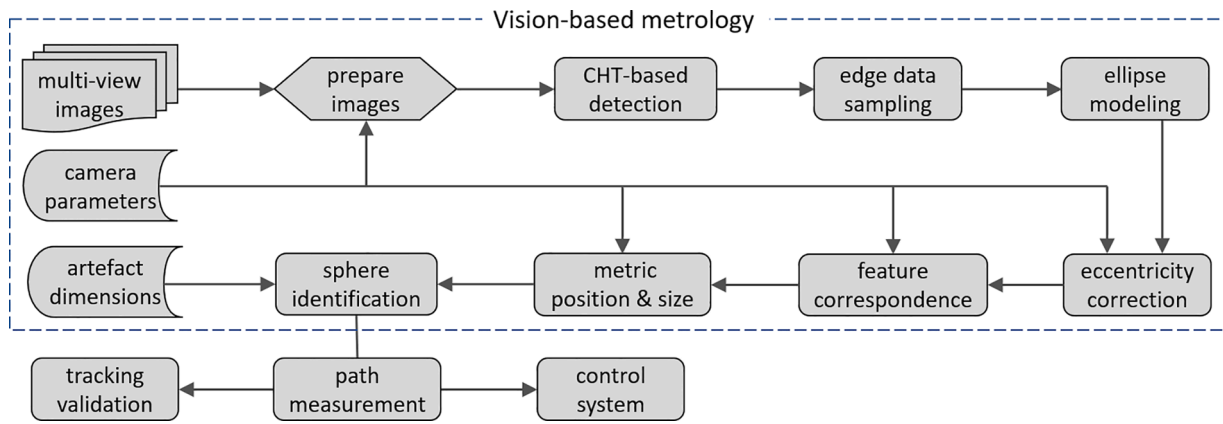 Vision-based metrology
multi-view
images
prepare
images
CHT-based
detection
edge data
sampling
ellipse
modeling
camera
parameters
artefact
dimensions
sphere
identification
metric
position & size
feature
correspondence
eccentricity
correction
tracking
validation
path
measurement
control
system